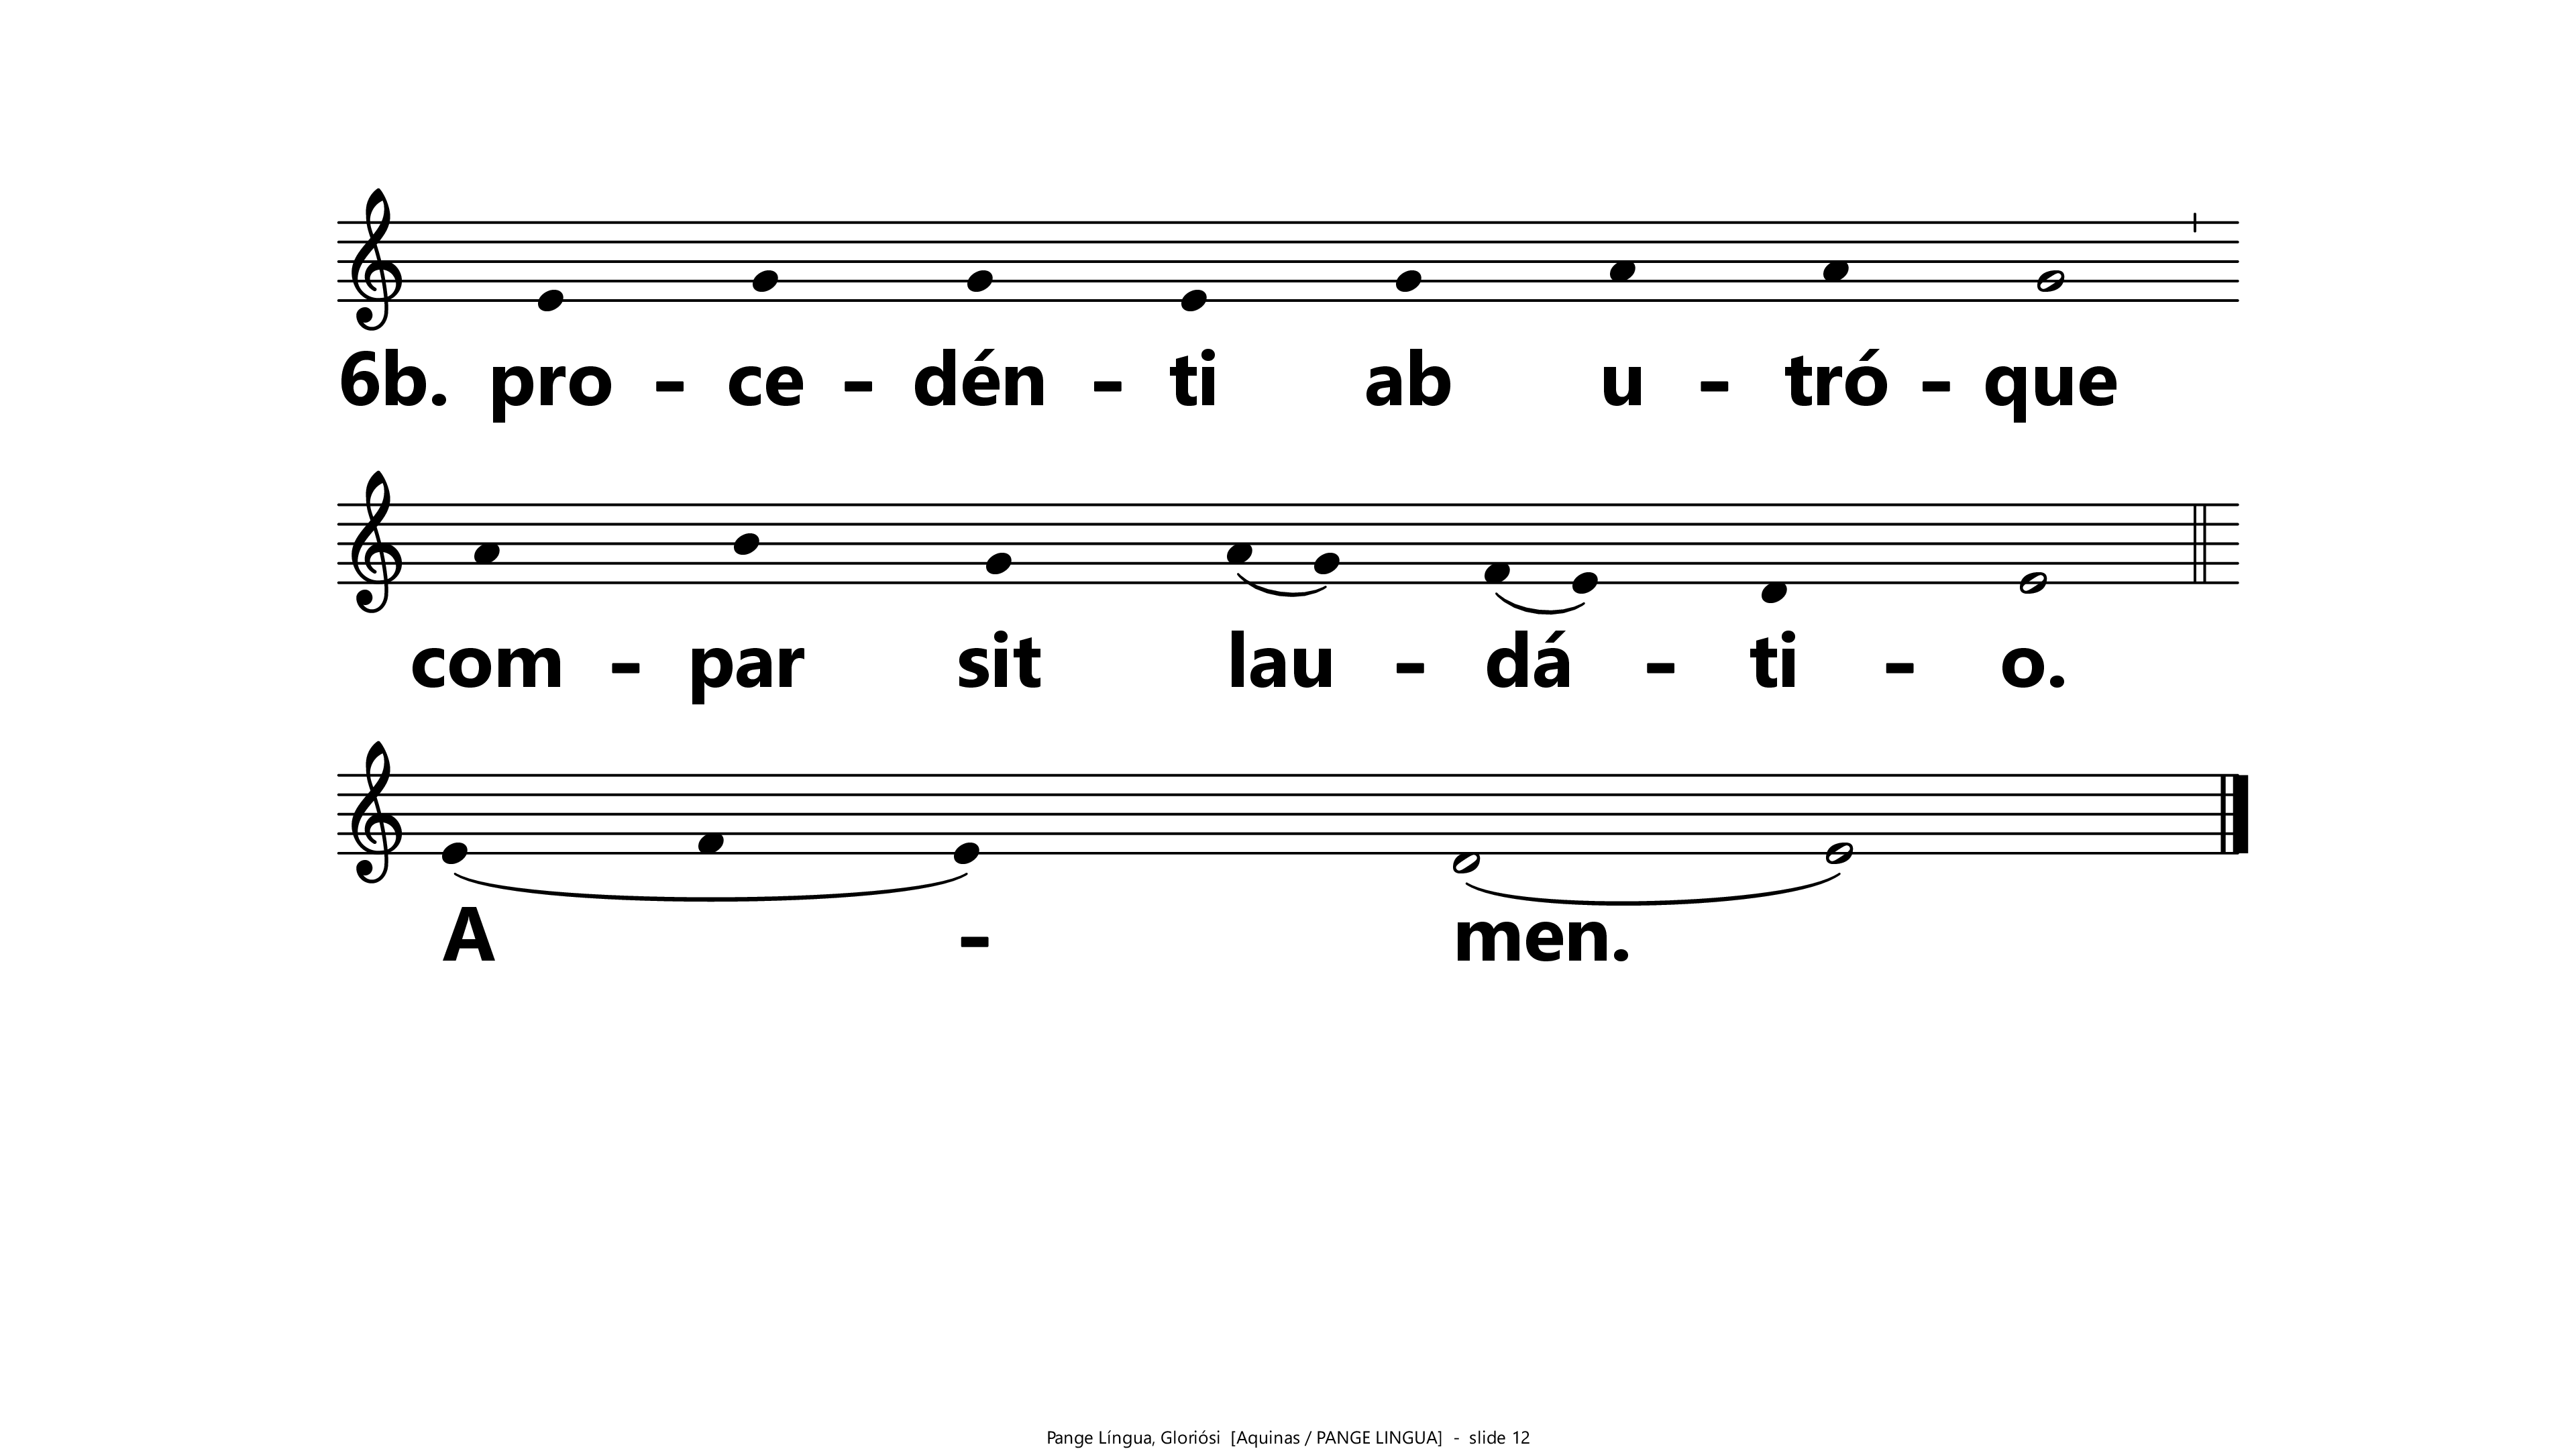 6b. pro - ce - dén - ti ab u - tró - que
com - par sit lau - dá - ti - o.
A - men.
Pange Língua, Gloriósi [Aquinas / PANGE LINGUA] - slide 12